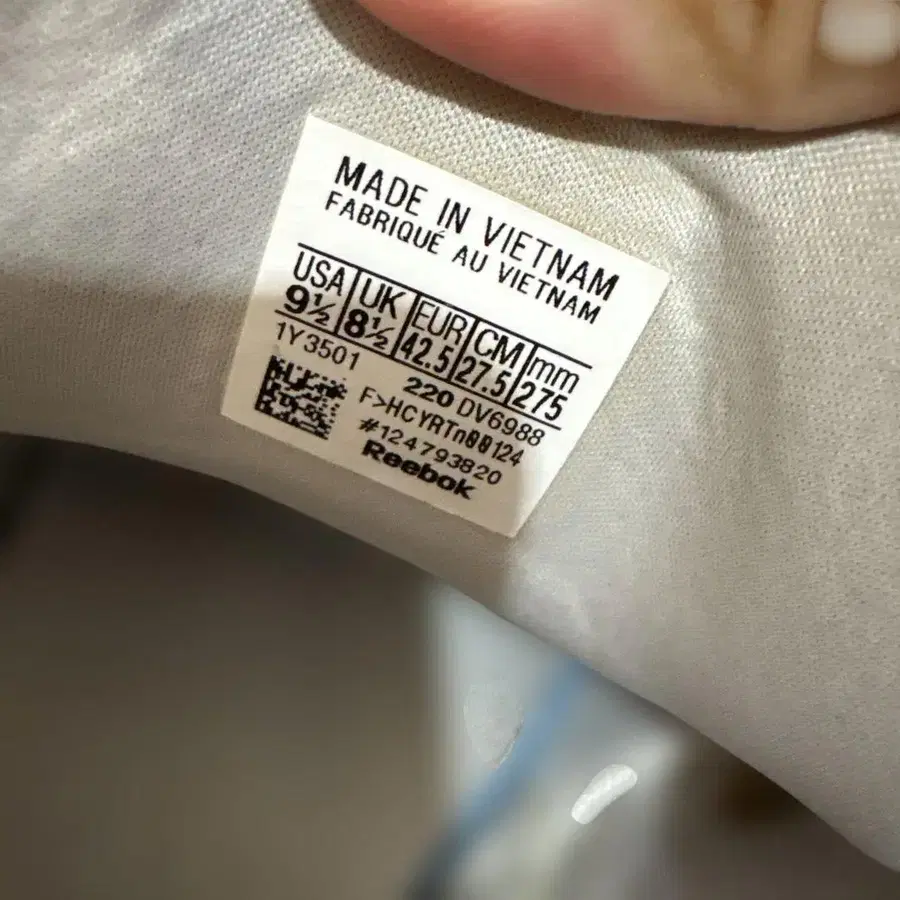 MADE IN VIETNAM
FABRIQUÉ AU VIETNAM
USA UK EUR CM mm
9½ 8½ 42.5 27.5 275
1Y3501 220 DV6988
F>HCYRTn00124
#124793820
Reebok